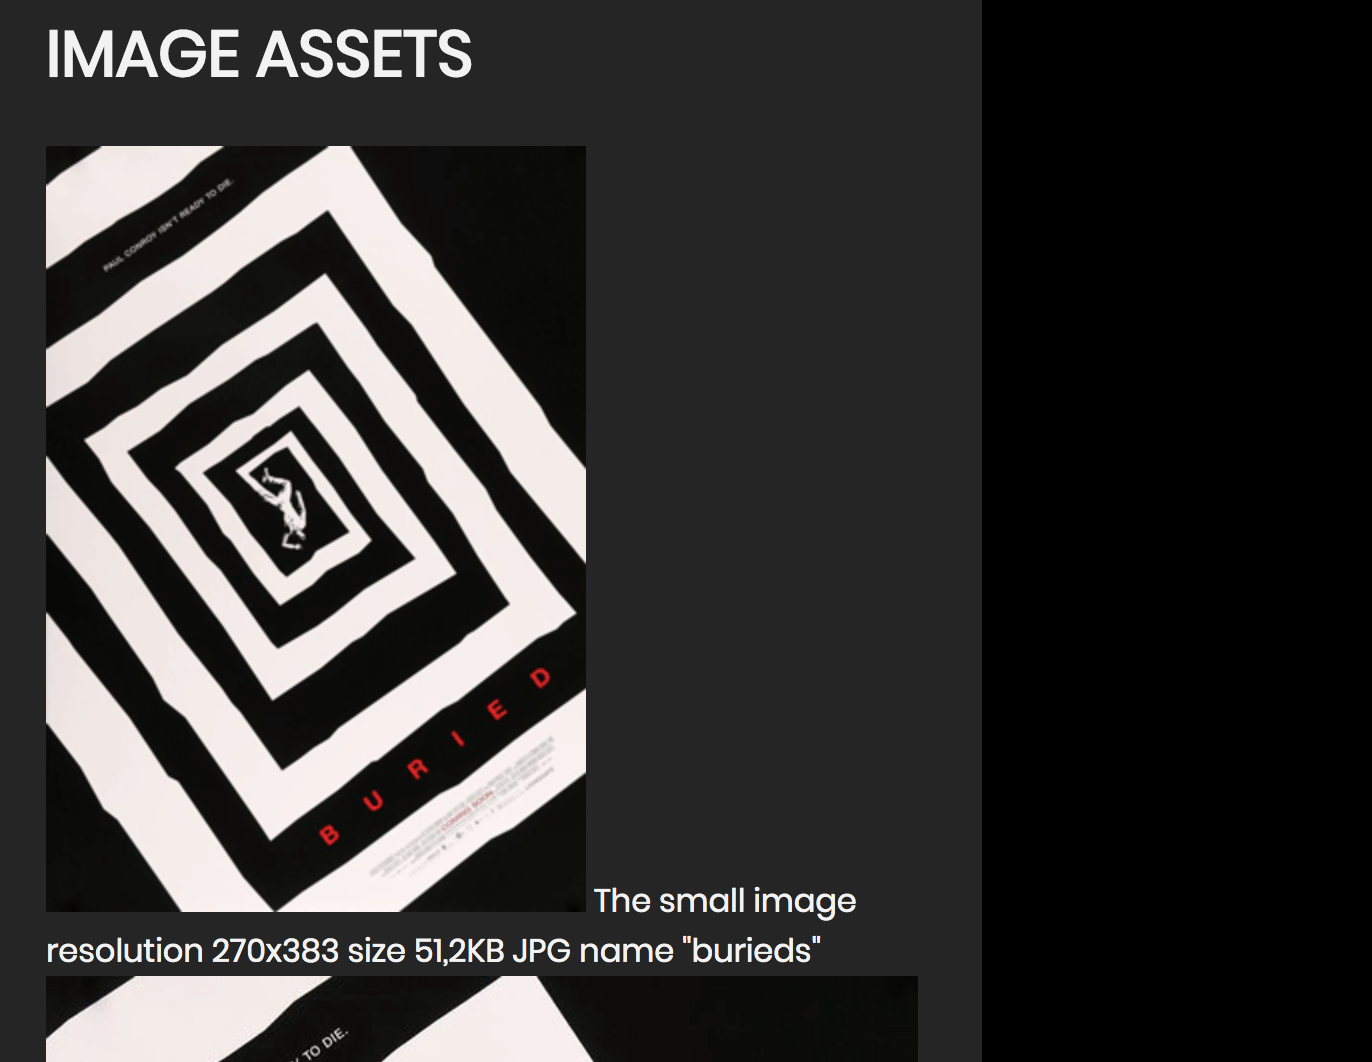 IMAGE ASSETS
PAUL CONROY ISN'T READY TO DIE.
BURIED
COMING SOON
The small image
resolution 270x383 size 51,2KB JPG name "burieds"
Y TO DIE.